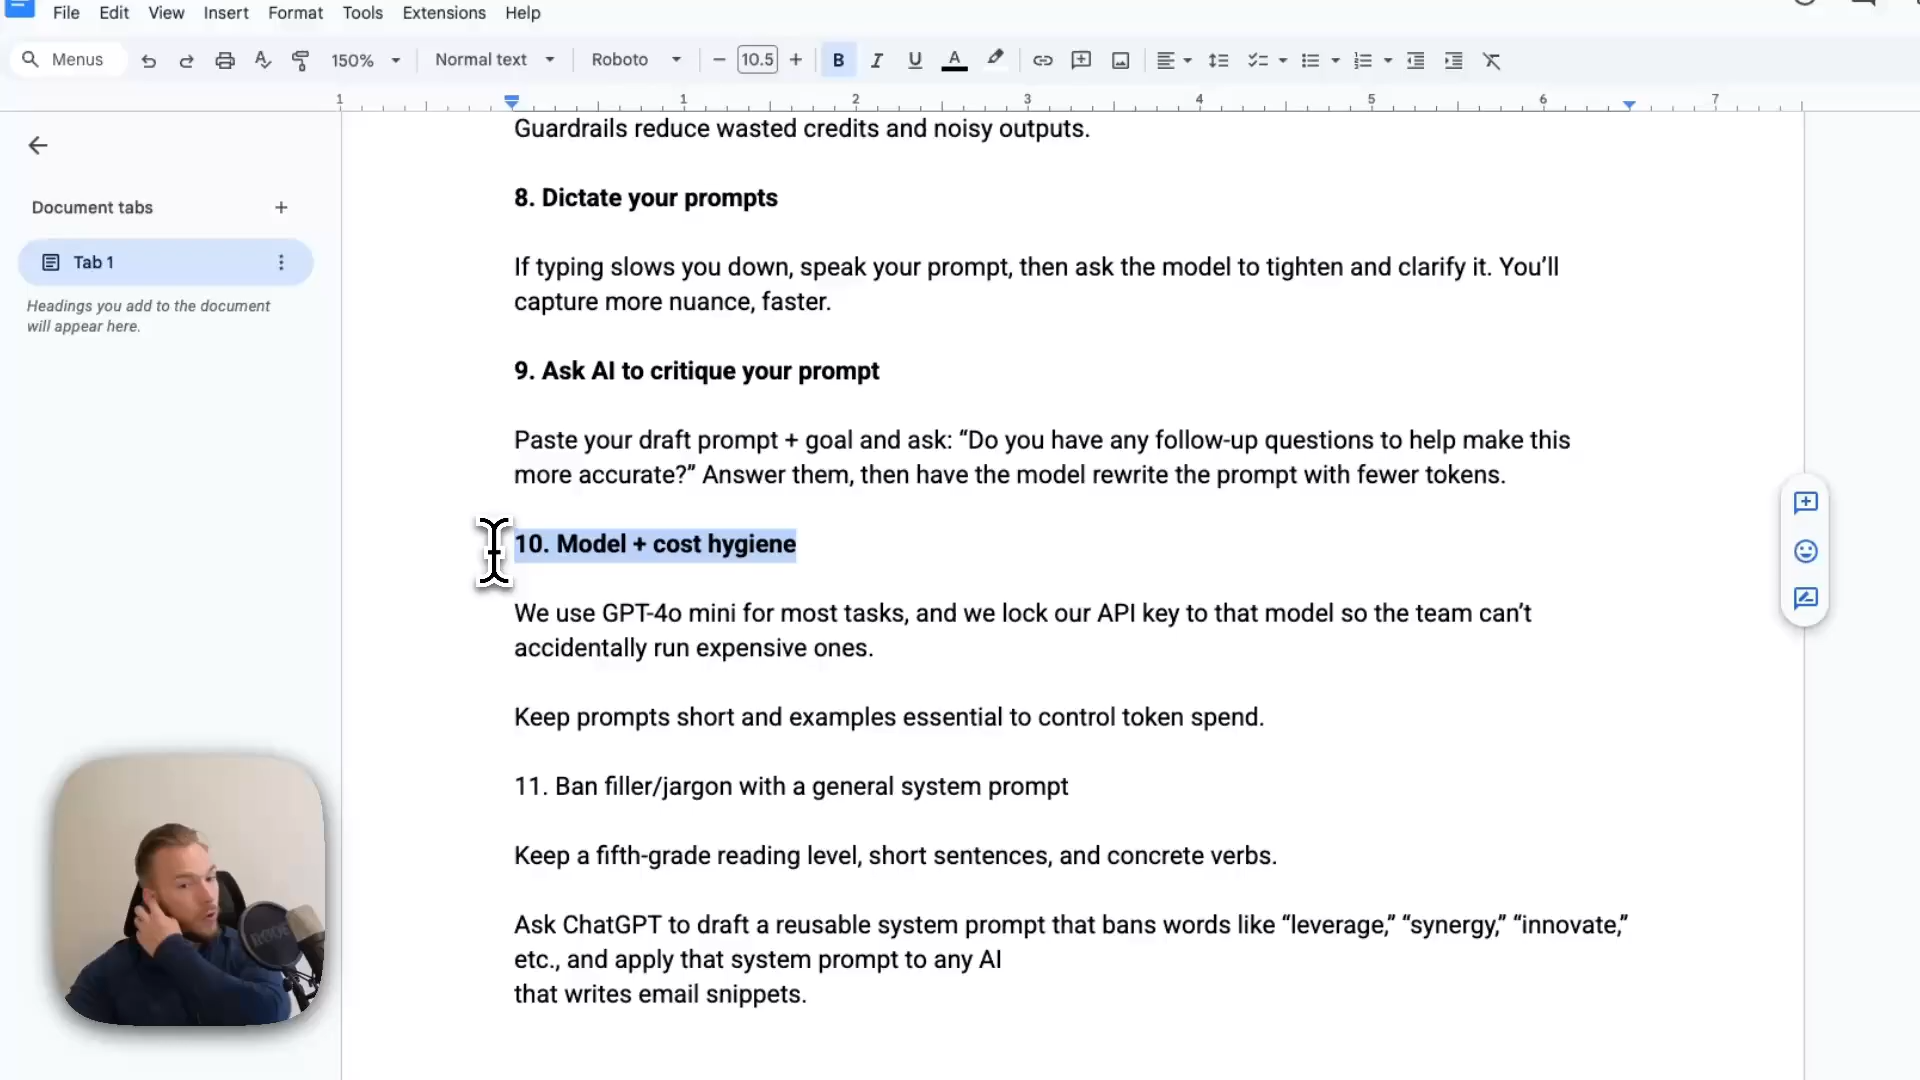 File Edit View Insert Format Tools Extensions Help
Menus 150% Normal text Roboto 10.5 B I U A
1 1 2 3 4 5 6 7
Document tabs
Tab 1
Headings you add to the document
will appear here.
Guardrails reduce wasted credits and noisy outputs.
8. Dictate your prompts
If typing slows you down, speak your prompt, then ask the model to tighten and clarify it. You’ll
capture more nuance, faster.
9. Ask AI to critique your prompt
Paste your draft prompt + goal and ask: “Do you have any follow-up questions to help make this
more accurate?” Answer them, then have the model rewrite the prompt with fewer tokens.
10. Model + cost hygiene
We use GPT-4o mini for most tasks, and we lock our API key to that model so the team can’t
accidentally run expensive ones.
Keep prompts short and examples essential to control token spend.
11. Ban filler/jargon with a general system prompt
Keep a fifth-grade reading level, short sentences, and concrete verbs.
Ask ChatGPT to draft a reusable system prompt that bans words like “leverage,” “synergy,” “innovate,”
etc., and apply that system prompt to any AI
that writes email snippets.
RODE